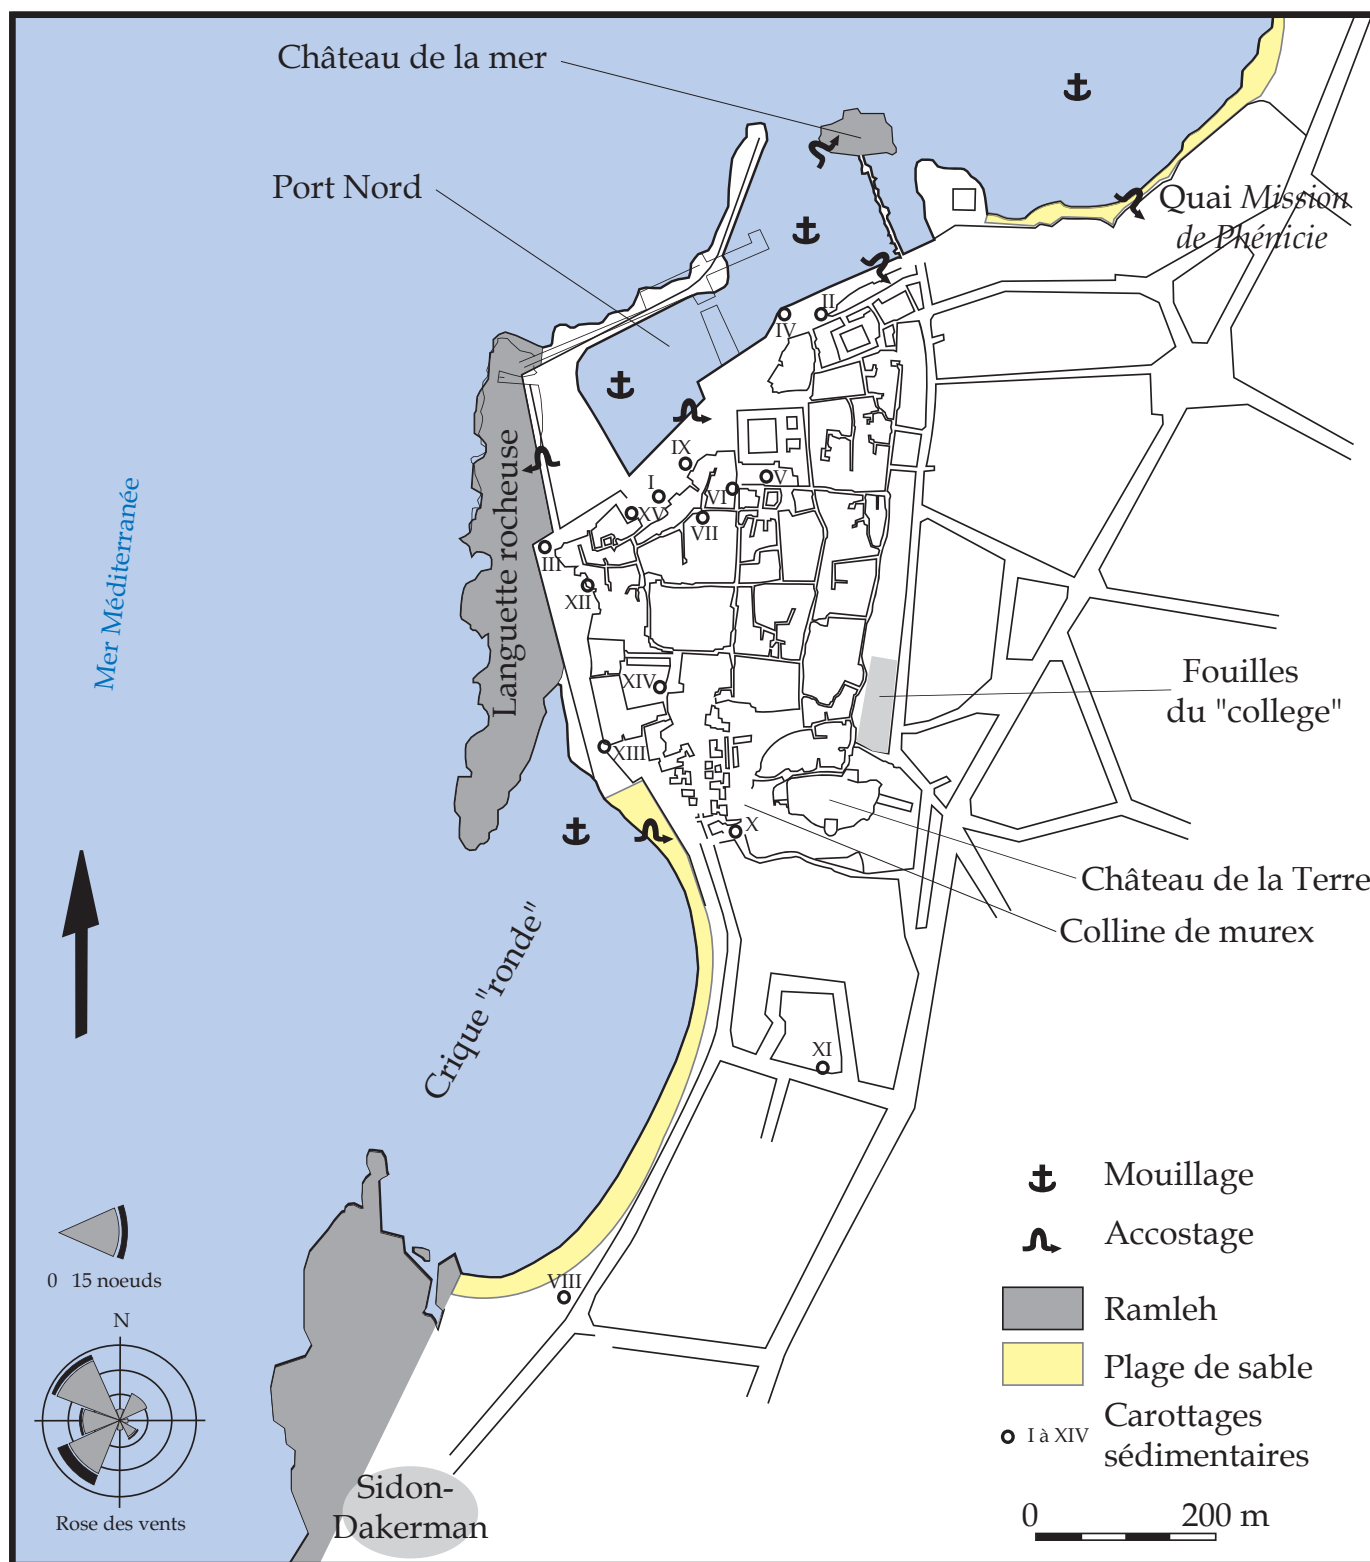 Château de la mer
Port Nord
Quai Mission
de Phénicie
II
IV
IX
I
V
VI
XV
VII
III
XII
Mer Méditerranée
Languette rocheuse
Fouilles
du "college"
XIV
XIII
X
Château de la Terre
Colline de murex
Crique "ronde"
XI
Mouillage
Accostage
0 15 noeuds
VIII
Ramleh
N
Plage de sable
Carottages
I à XIV
sédimentaires
Rose des vents
Sidon-
Dakerman
0 200 m